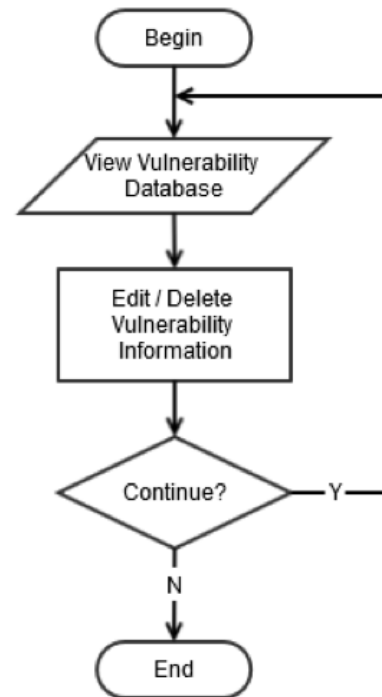 Begin
View Vulnerability
Database
Edit / Delete
Vulnerability
Information
Continue?
Y
N
End